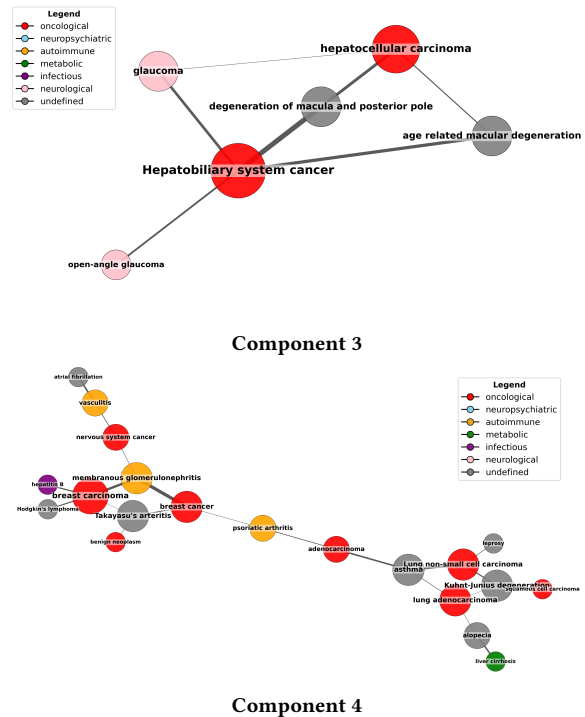 Legend
oncological
neuropsychiatric
autoimmune
metabolic
infectious
neurological
undefined
hepatocellular carcinoma
glaucoma
degeneration of macula and posterior pole
age related macular degeneration
Hepatobiliary system cancer
open-angle glaucoma
Component 3
Legend
oncological
neuropsychiatric
autoimmune
metabolic
infectious
neurological
undefined
atrial fibrillation
vasculitis
nervous system cancer
membranous glomerulonephritis
hepatitis B
breast carcinoma
Hodgkin's lymphoma
Takayasu's arteritis
breast cancer
benign neoplasm
psoriatic arthritis
adenocarcinoma
leprosy
Lung non-small cell carcinoma
asthma
Kuhnt-Junius degeneration
squamous cell carcinoma
lung adenocarcinoma
alopecia
liver cirrhosis
Component 4